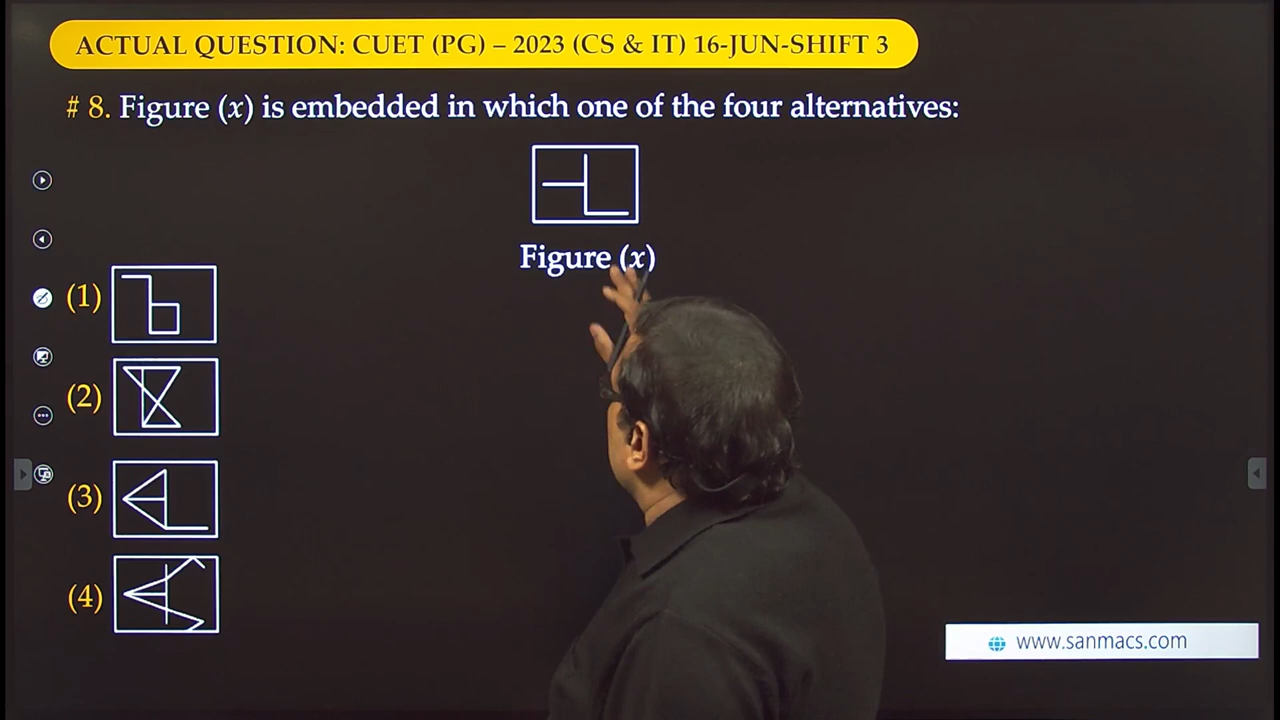 ACTUAL QUESTION: CUET (PG) – 2023 (CS & IT) 16-JUN-SHIFT 3
# 8. Figure (x) is embedded in which one of the four alternatives:
Figure (x)
(1)
(2)
(3)
(4)
www.sanmacs.com